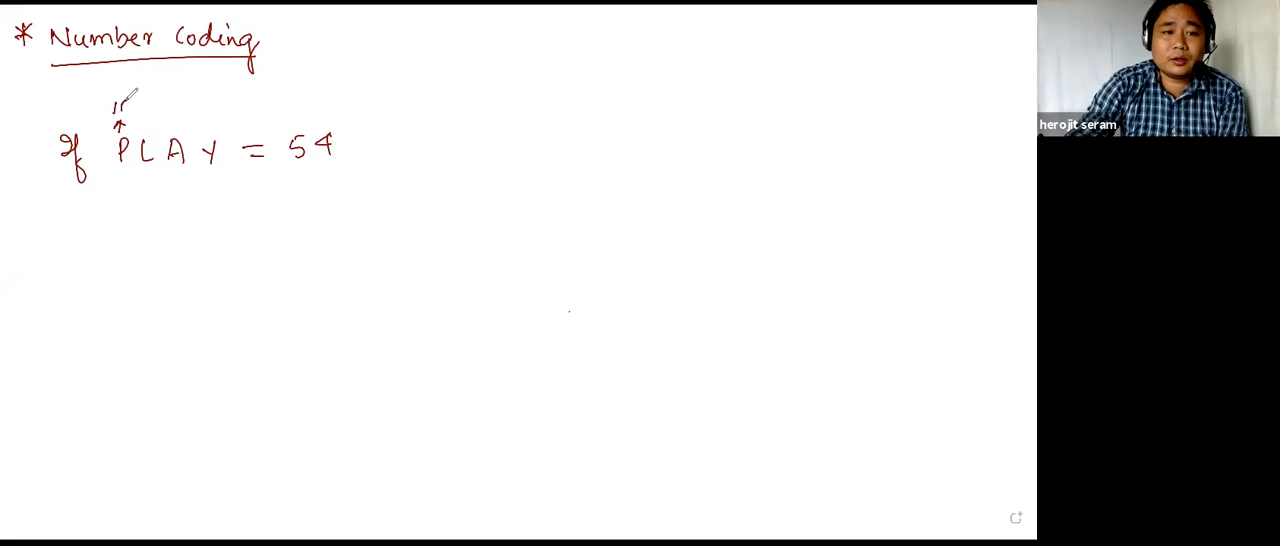 * Number Coding
If PLAY = 54
herojit seram